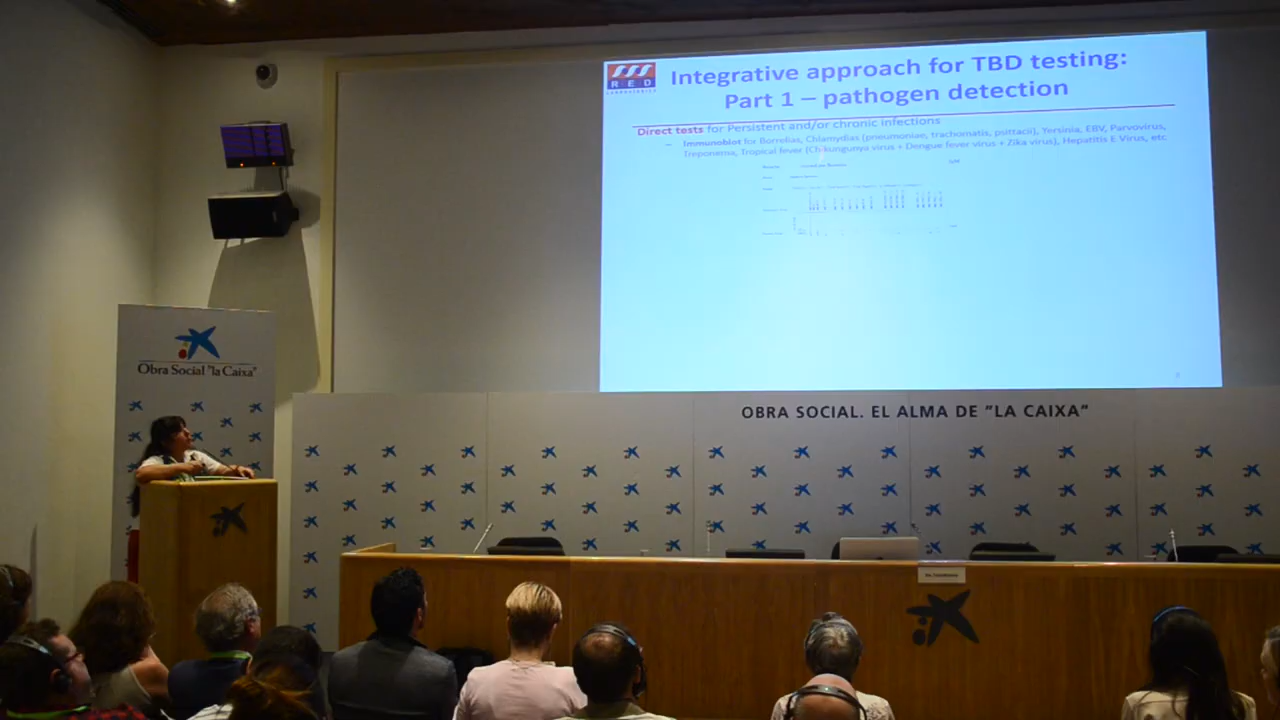 RED
LABORATORIES
Integrative approach for TBD testing:
Part 1 – pathogen detection
Direct tests for Persistent and/or chronic infections
– Immunoblot for Borrelias, Chlamydias (pneumoniae, trachomatis, psittacii), Yersinia, EBV, Parvovirus,
Treponema, Tropical fever (Chikungunya virus + Dengue fever virus + Zika virus), Hepatitis E Virus, etc
Obra Social "la Caixa"
OBRA SOCIAL. EL ALMA DE "LA CAIXA"